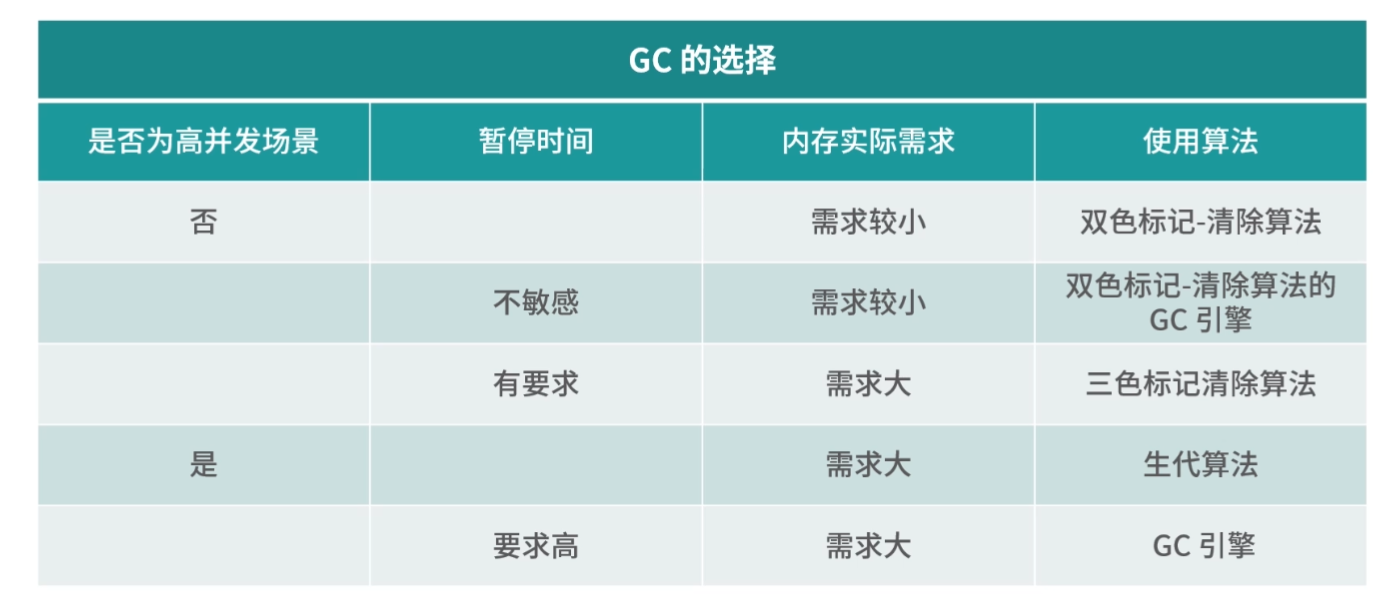 GC 的选择
是否为高并发场景 暂停时间 内存实际需求 使用算法
否 需求较小 双色标记-清除算法
不敏感 需求较小 双色标记-清除算法的
GC 引擎
有要求 需求大 三色标记清除算法
是 需求大 生代算法
要求高 需求大 GC 引擎